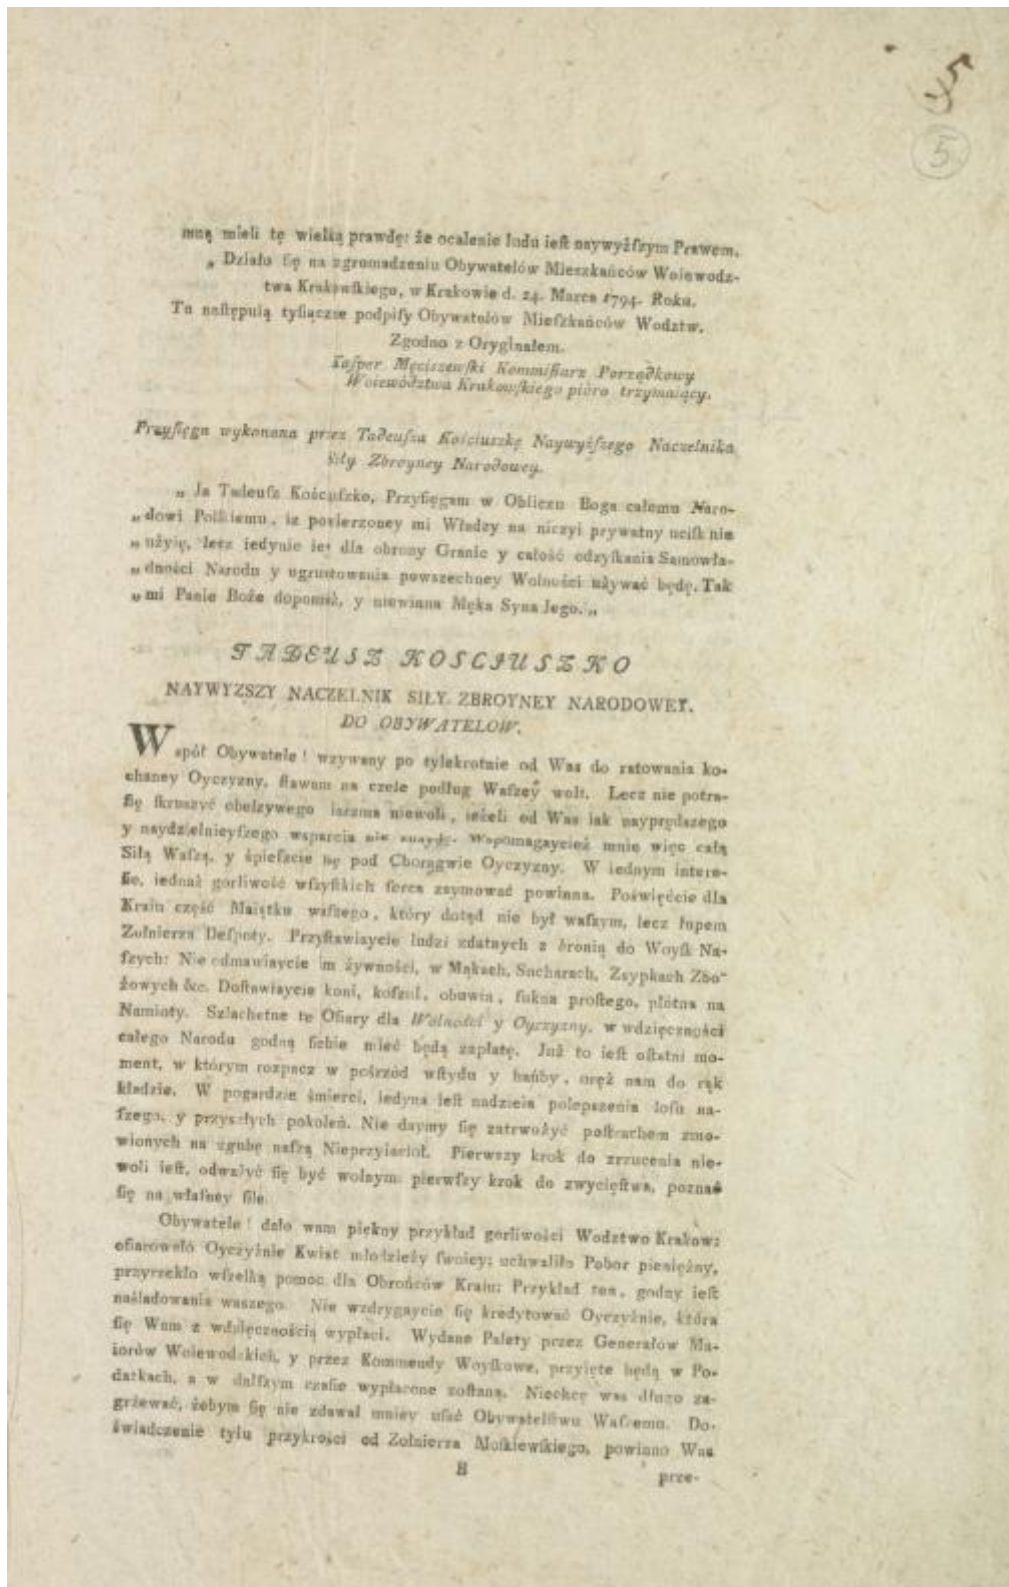 5
5
mną mieli tę wielką prawdę: że ocalenie ludu ieſt naywyżſzym Prawem.
„ Działo ſię na zgromadzeniu Obywatelów Mieszkańców Woiewodz-
twa Krakowſkiego, w Krakowie d. 24. Marca 1794. Roku.
Tu naſtępuią tyſiączne podpiſy Obywatelów Mieſzkańców Wodztw.
Zgodno z Oryginałem.
Kaſper Męciszewſki Kommiſſarz Porządkowy
Woiewództwa Krakowſkiego pióro trzymaiący.
Przyſięga wykonana przez Tadeuſza Kościuszkę Naywyżſzego Naczelnika
Siły Zbroyney Narodowey.
„ Ja Tadeuſz Kościuſzko, Przyſięgam w Obliczu Boga całemu Naro-
„ dowi Polſkiemu, iż powierzoney mi Władzy na niczyi prywatny uciſk nie
„ użyię, lecz iedynie iey dla obrony Granic y całość odzyſkania Samowła-
„ dności Narodu y ugruntowania powszechney Wolności używać będę. Tak
„ mi Panie Boże dopomóż, y niewinna Męka Syna Jego. „
TADEUSZ KOSCIUSZKO
NAYWYZSZY NACZELNIK SIŁY ZBROYNEY NARODOWEY.
DO OBYWATELOW.
Współ Obywatele! wzywany po tylekrotnie od Was do ratowania ko-
chaney Oyczyzny, ſtawam na czele podług Waſzey woli. Lecz nie potra-
fię ſkruszyć obelżywego iarzma niewoli, ieżeli od Was iak nayprędszego
y naydzielnieyſzego wsparcia nie znaydę. Wspomagaycież mnie więc całą
Siłą Waſzą, y śpieſzcie ſię pod Chorągwie Oyczyzny. W iednym intere-
ſie, iednaż gorliwość wſzyſtkich ſerca zaymować powinna. Poświęćcie dla
Kraiu część Maiątku waſzego, który dotąd nie był waſzym, lecz łupem
Zołnierza Deſpoty. Przyſtawiaycie ludzi zdatnych z bronią do Woyſk Na-
ſzych: Nie odmawiaycie im żywności, w Mąkach, Sucharach, Zsypkach Zbo-
żowych &c. Doſtawiaycie koni, koſzul, obuwia, ſukna proſtego, płótna na
Namioty. Szlachetne te Ofiary dla Wolności y Oyczyzny, w wdzięczności
całego Narodu godną ſiebie mieć będą zapłatę. Już to ieſt oſtatni mo-
ment, w którym rozpacz w pośrzód wſtydu y hańby, oręż nam do rąk
kładzie. W pogardzie śmierci, iedyna ieſt nadzieia polepszenia losu na-
ſzego, y przyszłych pokoleń. Nie daymy ſię zatrwożyć poſtrachem zmo-
wionych na zgubę naſzą Nieprzyiaciół. Pierwszy krok do zrzucenia nie-
woli ieſt, odważyć ſię być wolnym: pierwſzy krok do zwycięſtwa, poznać
ſię na właſney ſile.
Obywatele! dało wam piękny przykład gorliwości Wodztwo Krakow:
ofiarowało Oyczyźnie Kwiat młodzieży ſwoiey; uchwaliło Pobor pieniężny,
przyrzekło wſzelką pomoc dla Obrońców Kraiu: Przykład ten, godny ieſt
naśladowania waszego. Nie wzdrygaycie ſię kredytować Oyczyźnie, która
ſię Wam z wdzięcznością wypłaci. Wydane Palety przez Generałów Ma-
iorów Woiewodzkich, y przez Kommendy Woyſkowe, przyięte będą w Po-
datkach, a w dalſzym czaſie wypłacone zoſtaną. Niechcę was długo za-
grzewać, żebym ſię nie zdawał mniey ufać Obywatelſtwu Waſzemu. Do-
świadczenie tylu przykrości od Zołnierza Moſkiewſkiego, powinno Was
B
prze-